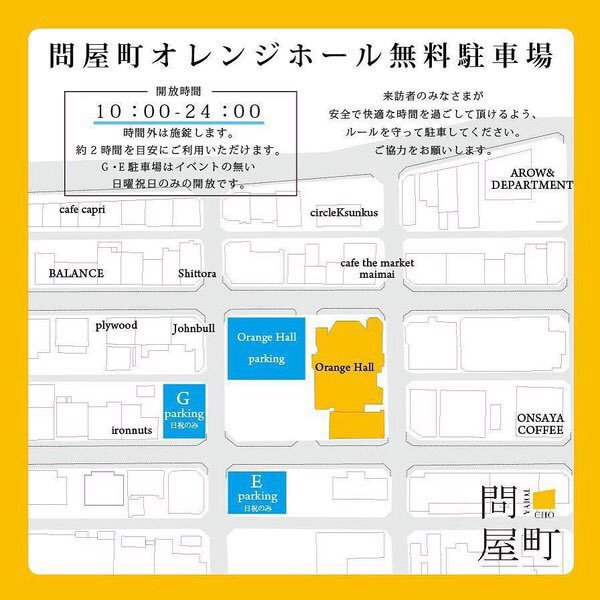 問屋町オレンジホール無料駐車場
開放時間
10：00-24：00
時間外は施錠します。
約２時間を目安にご利用いただけます。
G・E駐車場はイベントの無い
日曜祝日のみの開放です。
来訪者のみなさまが
安全で快適な時間を過ごして頂けるよう、
ルールを守って駐車してください。
ご協力をお願いします。
AROW&
DEPARTMENT
cafe capri
circleKsunkus
BALANCE
Shittora
cafe the market
maimai
plywood
Johnbull
Orange Hall
parking
Orange Hall
G
parking
日祝のみ
ironnuts
ONSAYA
COFFEE
E
parking
日祝のみ
問屋町
TOIYA
CHO